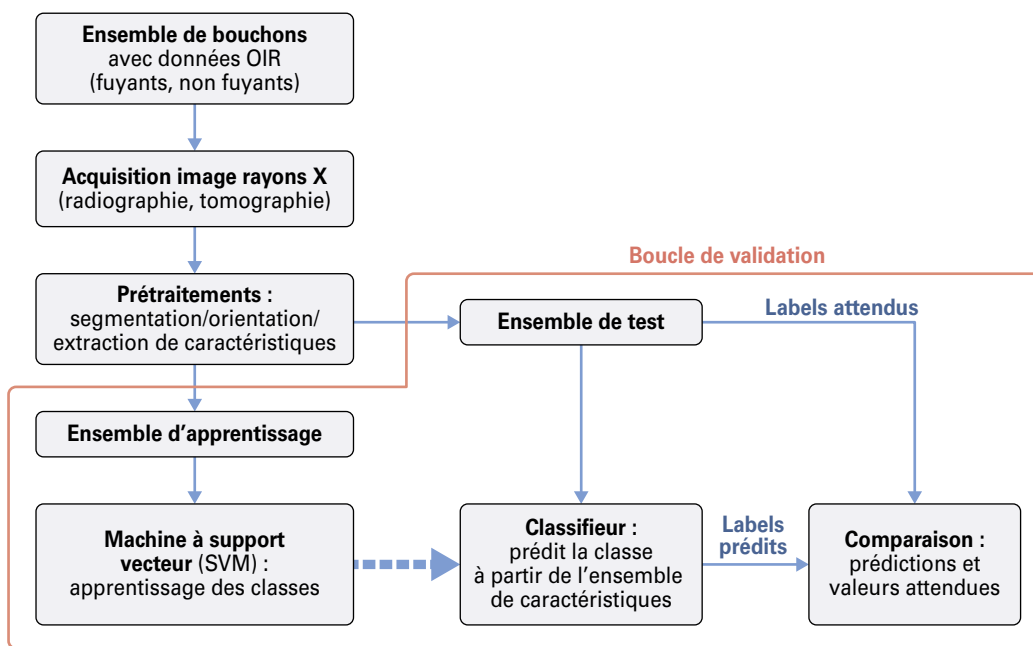 Ensemble de bouchons
avec données OIR
(fuyants, non fuyants)
Acquisition image rayons X
(radiographie, tomographie)
Boucle de validation
Prétraitements :
segmentation/orientation/
extraction de caractéristiques
Ensemble de test
Labels attendus
Ensemble d’apprentissage
Machine à support
vecteur (SVM) :
apprentissage des classes
Classifieur :
prédit la classe
à partir de l’ensemble
de caractéristiques
Labels
prédits
Comparaison :
prédictions et
valeurs attendues